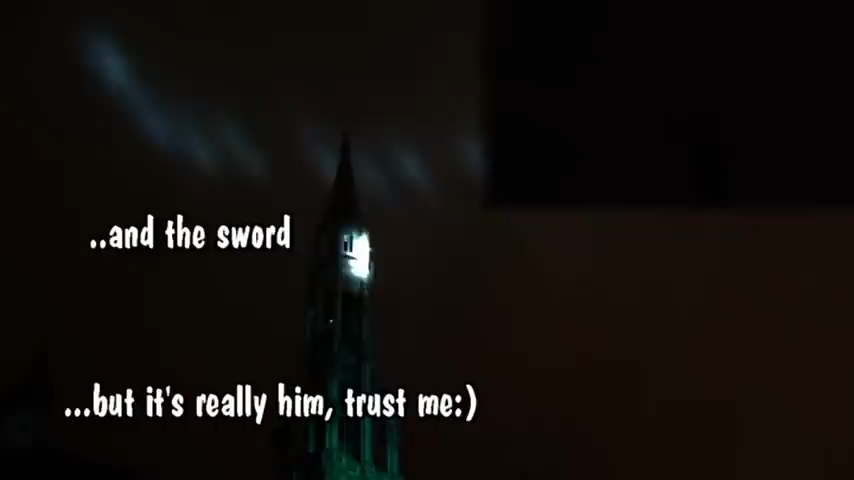 ..and the sword
...but it's really him, trust me:)